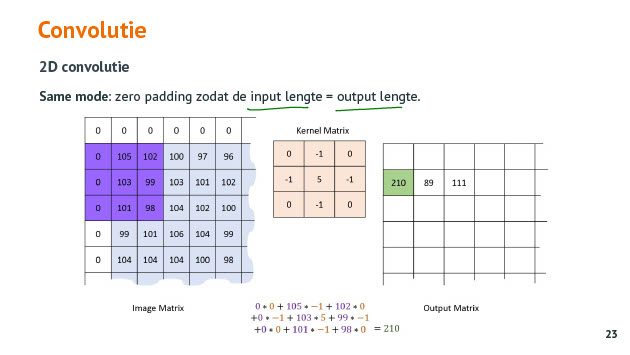 Convolutie
2D convolutie
Same mode: zero padding zodat de input lengte = output lengte.
0 0 0 0 0 0
0 105 102 100 97 96
0 103 99 103 101 102
0 101 98 104 102 100
0 99 101 106 104 99
0 104 104 104 100 98
Image Matrix
Kernel Matrix
0 -1 0
-1 5 -1
0 -1 0
210 89 111
Output Matrix
0 ∗ 0 + 105 ∗ −1 + 102 ∗ 0
+0 ∗ −1 + 103 ∗ 5 + 99 ∗ −1
+0 ∗ 0 + 101 ∗ −1 + 98 ∗ 0 = 210
23